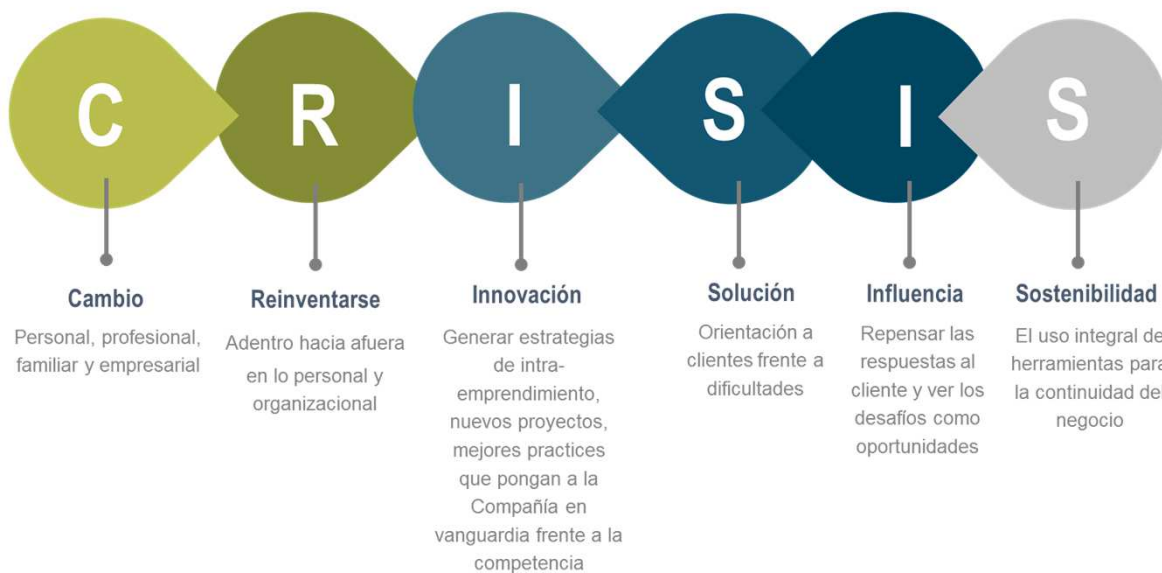 C R I S I S
Cambio
Personal, profesional,
familiar y empresarial
Reinventarse
Adentro hacia afuera
en lo personal y
organizacional
Innovación
Generar estrategias
de intra-
emprendimiento,
nuevos proyectos,
mejores practices
que pongan a la
Compañía en
vanguardia frente a la
competencia
Solución
Orientación a
clientes frente a
dificultades
Influencia
Repensar las
respuestas al
cliente y ver los
desafíos como
oportunidades
Sostenibilidad
El uso integral de
herramientas para
la continuidad del
negocio